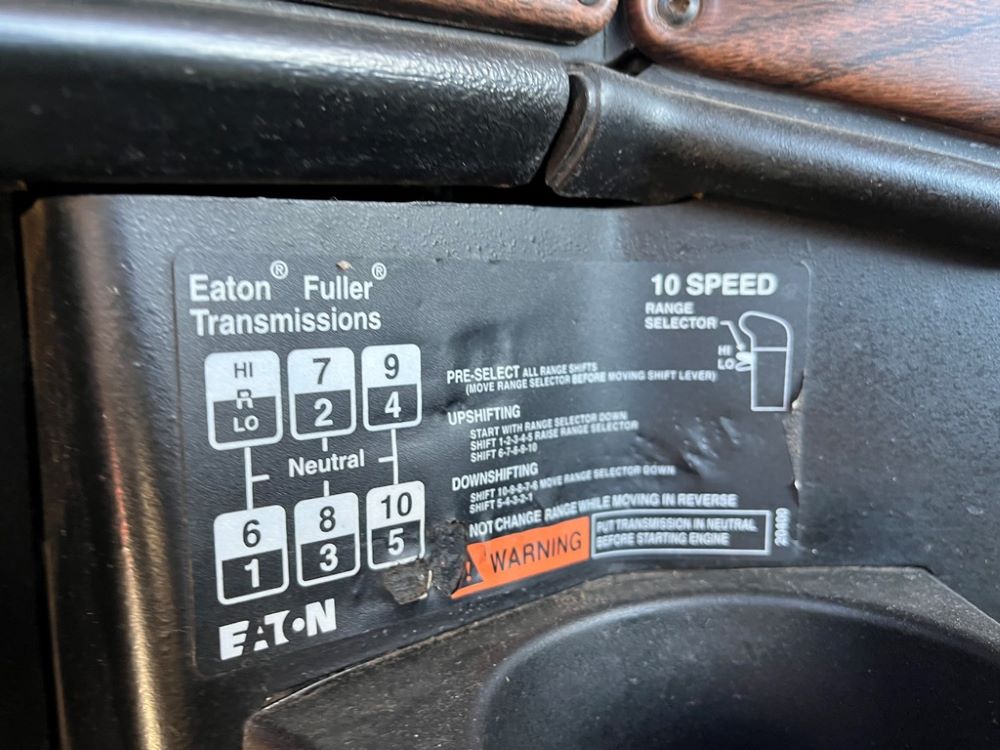 Eaton® Fuller®
Transmissions
10 SPEED
RANGE
SELECTOR
HI
LO
HI
R
LO
7
2
9
4
Neutral
6
1
8
3
10
5
PRE-SELECT ALL RANGE SHIFTS
(MOVE RANGE SELECTOR BEFORE MOVING SHIFT LEVER)
UPSHIFTING
START WITH RANGE SELECTOR DOWN
SHIFT 1-2-3-4-5 RAISE RANGE SELECTOR
SHIFT 6-7-8-9-10
DOWNSHIFTING
SHIFT 10-9-8-7-6 MOVE RANGE SELECTOR DOWN
SHIFT 5-4-3-2-1
NOT CHANGE RANGE WHILE MOVING IN REVERSE
! WARNING
PUT TRANSMISSION IN NEUTRAL
BEFORE STARTING ENGINE
20400
EATON